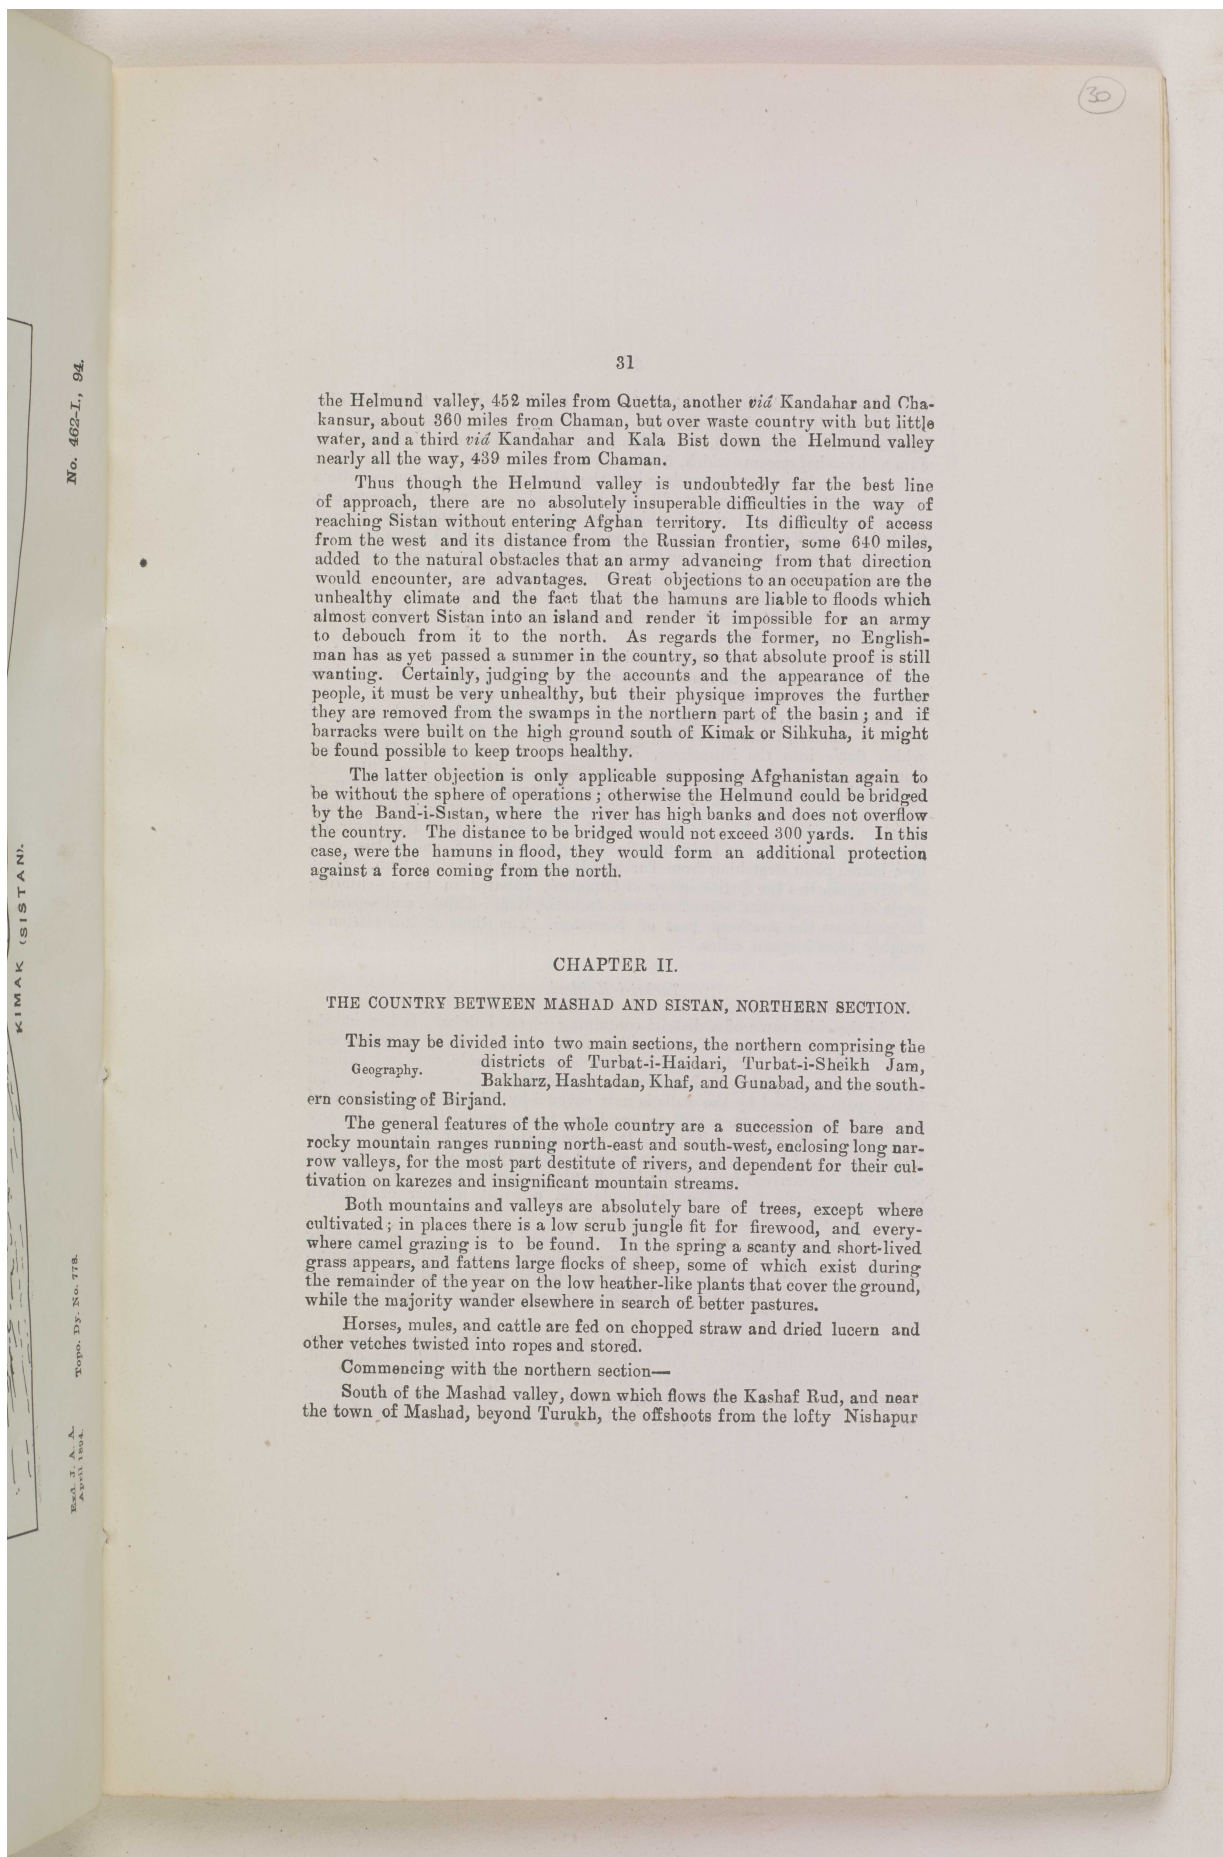 30
No. 462-I., 94.
KIMAK (SISTAN).
Topo. Dy. No. 778.
Exd. J. A. A.
April 1894.
31
the Helmund valley, 452 miles from Quetta, another viá Kandahar and Cha-
kansur, about 360 miles from Chaman, but over waste country with but little
water, and a third viá Kandahar and Kala Bist down the Helmund valley
nearly all the way, 439 miles from Chaman.
Thus though the Helmund valley is undoubtedly far the best line
of approach, there are no absolutely insuperable difficulties in the way of
reaching Sistan without entering Afghan territory. Its difficulty of access
from the west and its distance from the Russian frontier, some 640 miles,
added to the natural obstacles that an army advancing from that direction
would encounter, are advantages. Great objections to an occupation are the
unhealthy climate and the fact that the hamuns are liable to floods which
almost convert Sistan into an island and render it impossible for an army
to debouch from it to the north. As regards the former, no English-
man has as yet passed a summer in the country, so that absolute proof is still
wanting. Certainly, judging by the accounts and the appearance of the
people, it must be very unhealthy, but their physique improves the further
they are removed from the swamps in the northern part of the basin; and if
barracks were built on the high ground south of Kimak or Sihkuha, it might
be found possible to keep troops healthy.
The latter objection is only applicable supposing Afghanistan again to
be without the sphere of operations; otherwise the Helmund could be bridged
by the Band-i-Sistan, where the river has high banks and does not overflow
the country. The distance to be bridged would not exceed 300 yards. In this
case, were the hamuns in flood, they would form an additional protection
against a force coming from the north.
CHAPTER II.
THE COUNTRY BETWEEN MASHAD AND SISTAN, NORTHERN SECTION.
This may be divided into two main sections, the northern comprising the
Geography.
districts of Turbat-i-Haidari, Turbat-i-Sheikh Jam,
Bakharz, Hashtadan, Khaf, and Gunabad, and the south-
ern consisting of Birjand.
The general features of the whole country are a succession of bare and
rocky mountain ranges running north-east and south-west, enclosing long nar-
row valleys, for the most part destitute of rivers, and dependent for their cul-
tivation on karezes and insignificant mountain streams.
Both mountains and valleys are absolutely bare of trees, except where
cultivated; in places there is a low scrub jungle fit for firewood, and every-
where camel grazing is to be found. In the spring a scanty and short-lived
grass appears, and fattens large flocks of sheep, some of which exist during
the remainder of the year on the low heather-like plants that cover the ground,
while the majority wander elsewhere in search of better pastures.
Horses, mules, and cattle are fed on chopped straw and dried lucern and
other vetches twisted into ropes and stored.
Commencing with the northern section—
South of the Mashad valley, down which flows the Kashaf Rud, and near
the town of Mashad, beyond Turukh, the offshoots from the lofty Nishapur